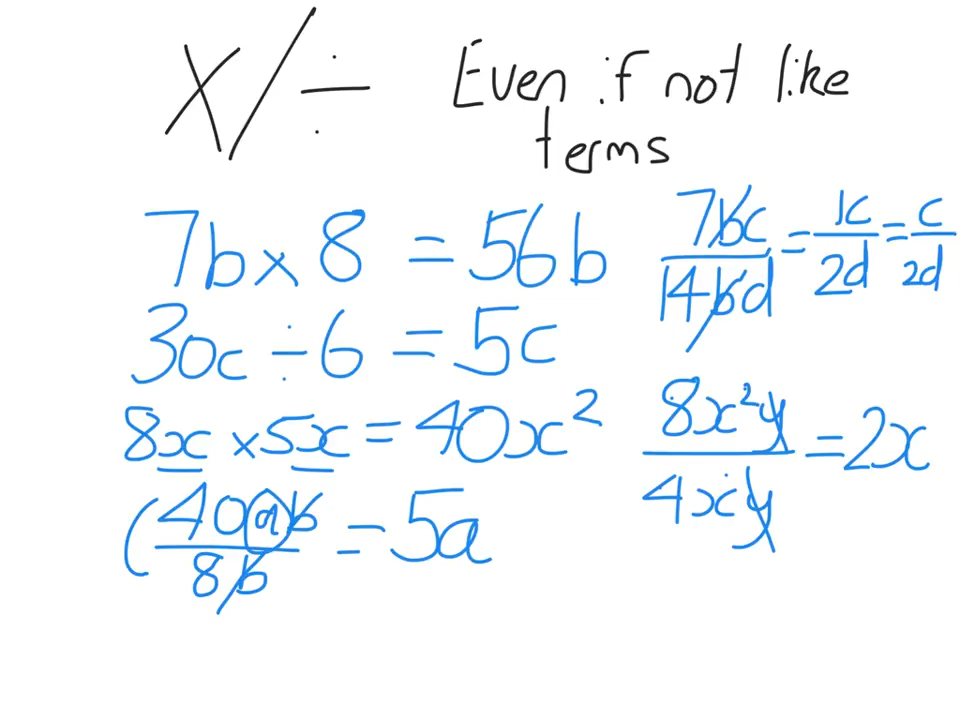 ×/÷ Even if not like
terms
7b × 8 = 56b
30c ÷ 6 = 5c
8x × 5x = 40x²
(40ab/8b = 5a
7bc/14bd = 1c/2d = c/2d
8x²y/4xy = 2x